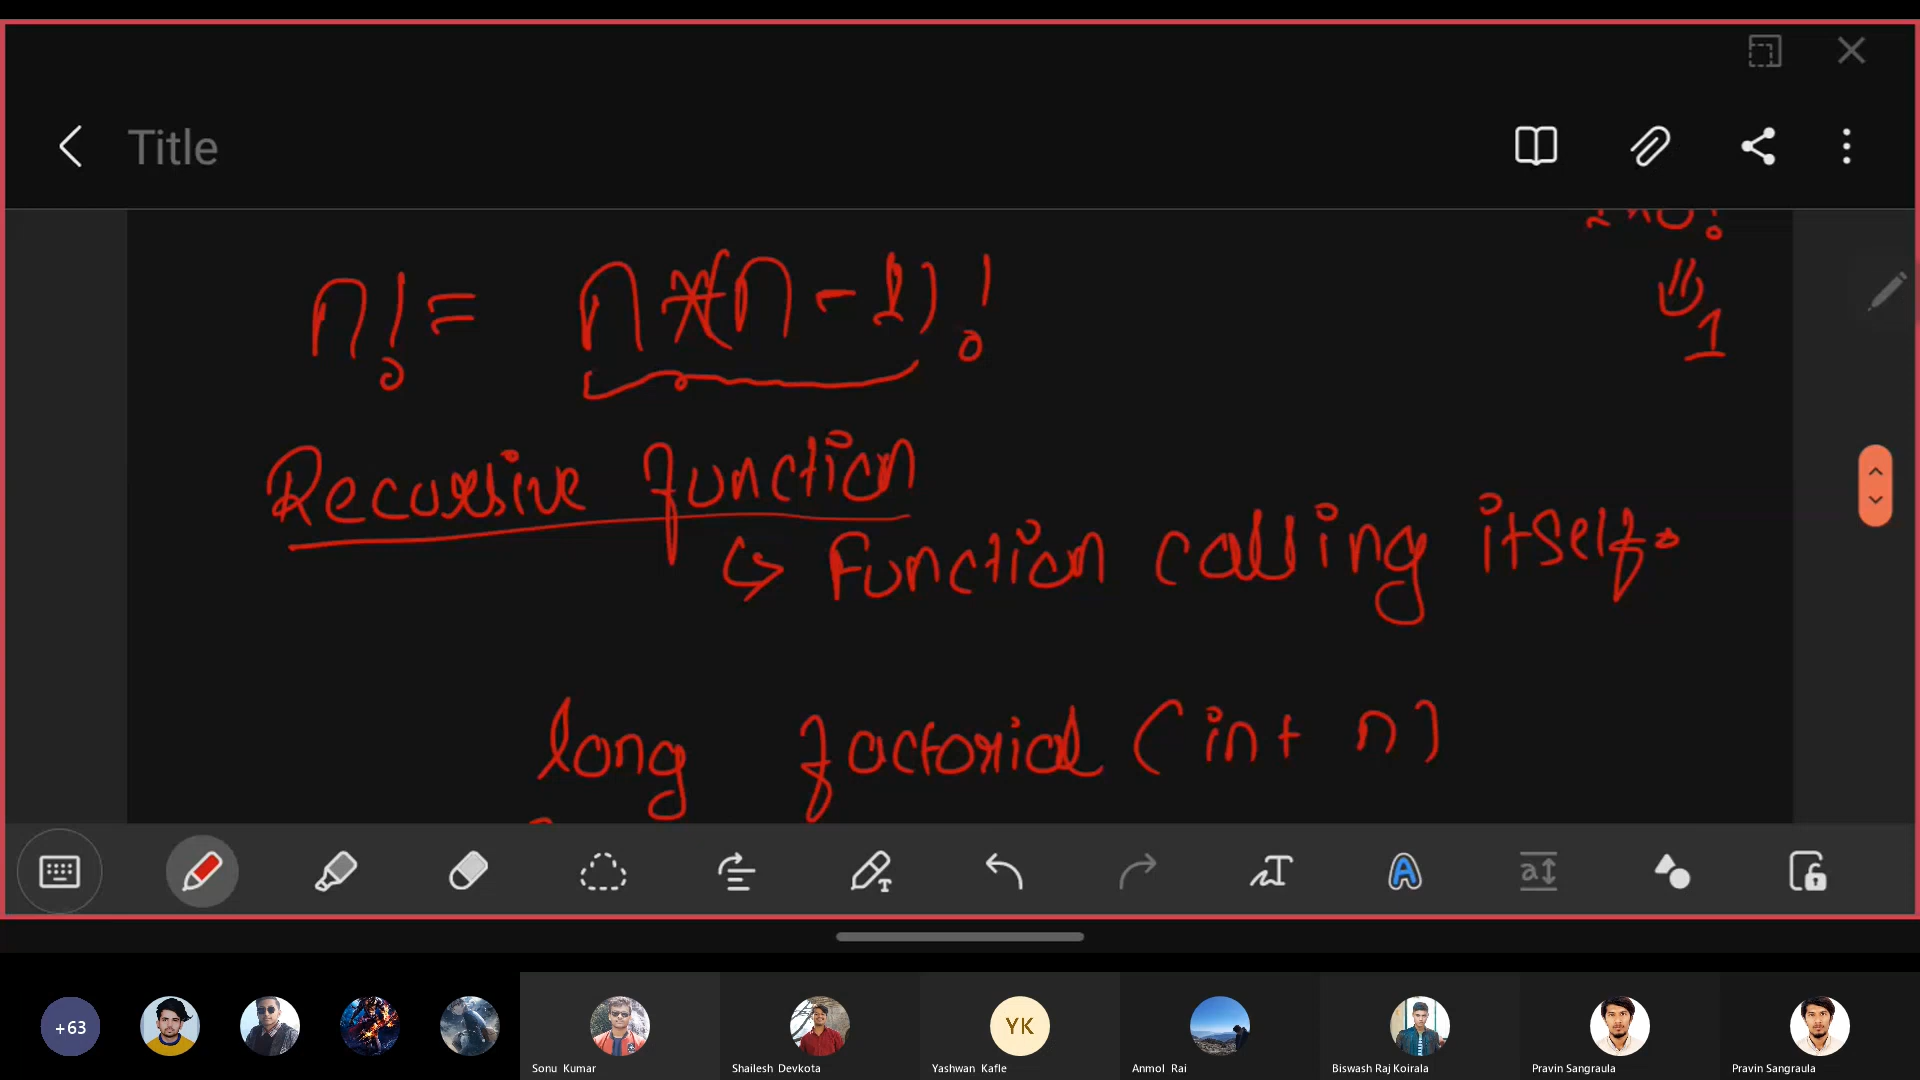 Title
n! = n*(n-1)!
1
Recursive function
↳ Function calling itself.
long factorial (int n)
+63
YK
Sonu Kumar
Shailesh Devkota
Yashwan Kafle
Anmol Rai
Biswash Raj Koirala
Pravin Sangraula
Pravin Sangraula